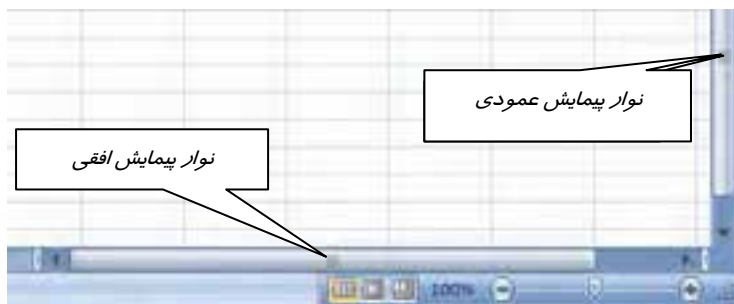 نوار پیمایش عمودی
نوار پیمایش افقی
100%